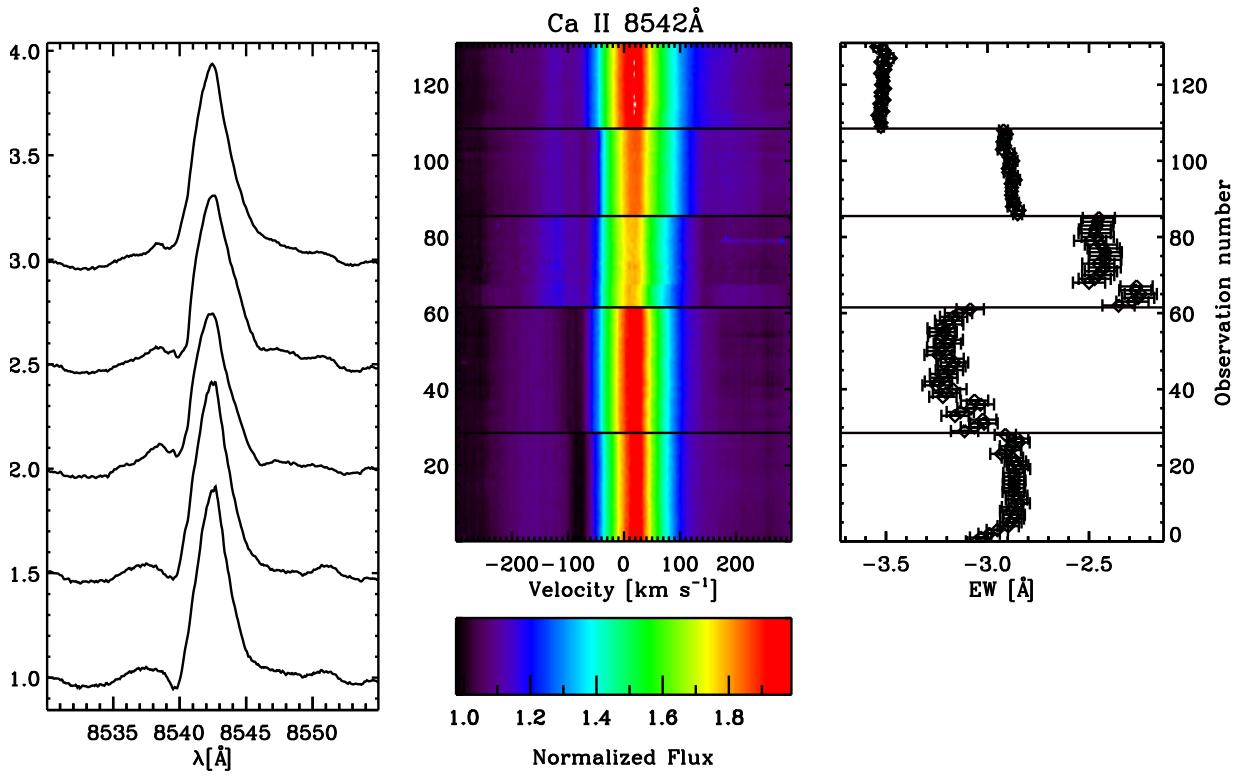 Ca II 8542Å
4.0
3.5
3.0
2.5
2.0
1.5
1.0
8535 8540 8545 8550
λ[Å]
120
100
80
60
40
20
-200 -100 0 100 200
Velocity [km s⁻¹]
1.0 1.2 1.4 1.6 1.8
Normalized Flux
120
100
80
60
40
20
0
Observation number
-3.5 -3.0 -2.5
EW [Å]